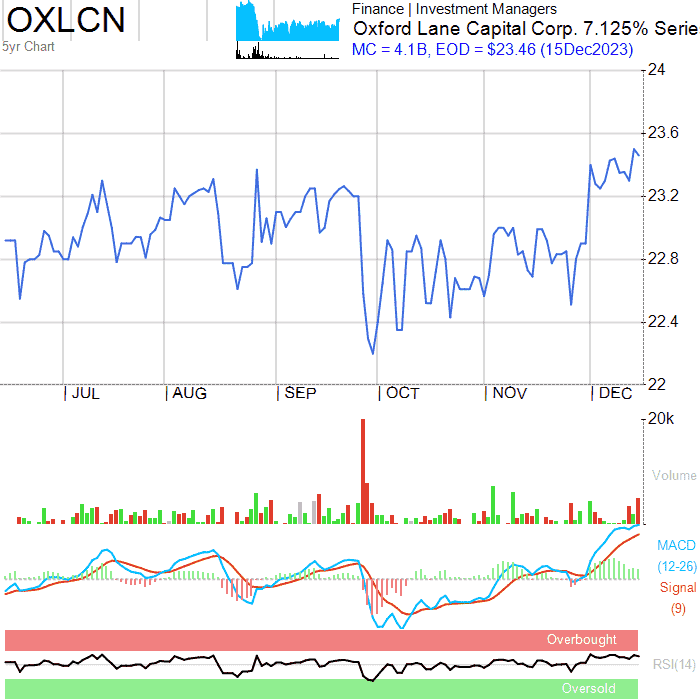 OXLCN
5yr Chart
Finance | Investment Managers
Oxford Lane Capital Corp. 7.125% Serie
MC = 4.1B, EOD = $23.46 (15Dec2023)
24
23.6
23.2
22.8
22.4
22
| JUL | AUG | SEP | OCT | NOV | DEC
20k
Volume
MACD
(12-26)
Signal
(9)
Overbought
RSI(14)
Oversold